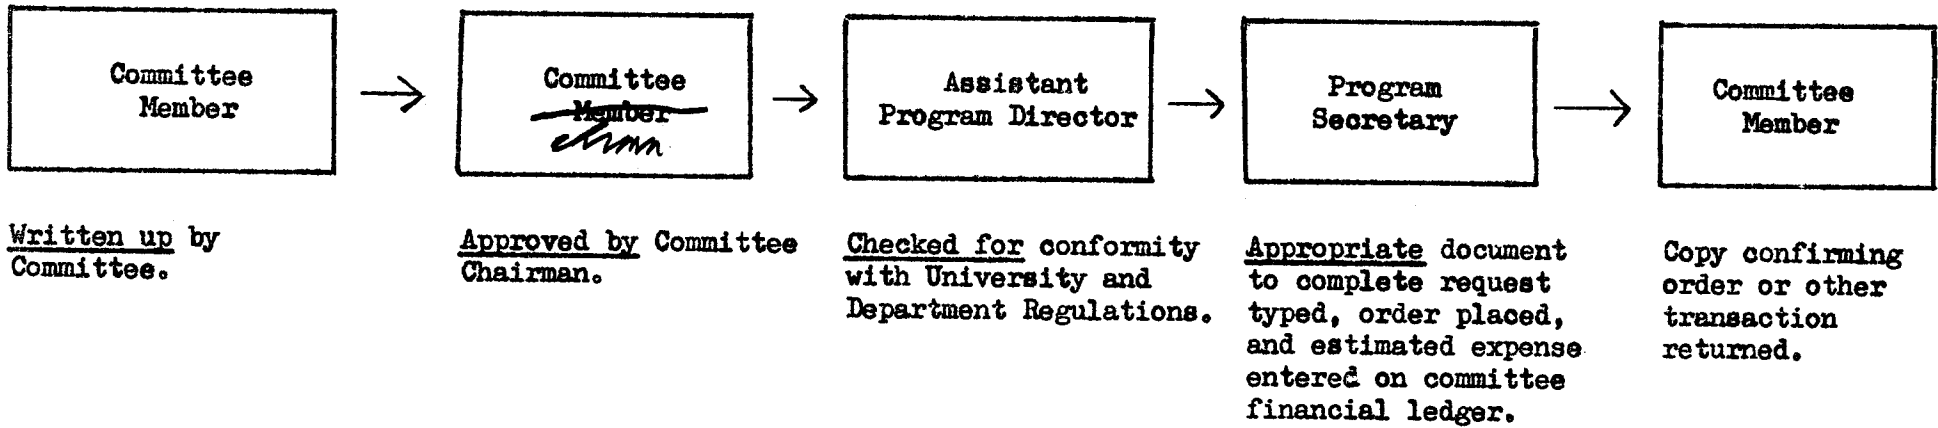 Committee
Member
Committee
Member
chmn
Assistant
Program Director
Program
Secretary
Committee
Member
Written up by
Committee.
Approved by Committee
Chairman.
Checked for conformity
with University and
Department Regulations.
Appropriate document
to complete request
typed, order placed,
and estimated expense
entered on committee
financial ledger.
Copy confirming
order or other
transaction
returned.